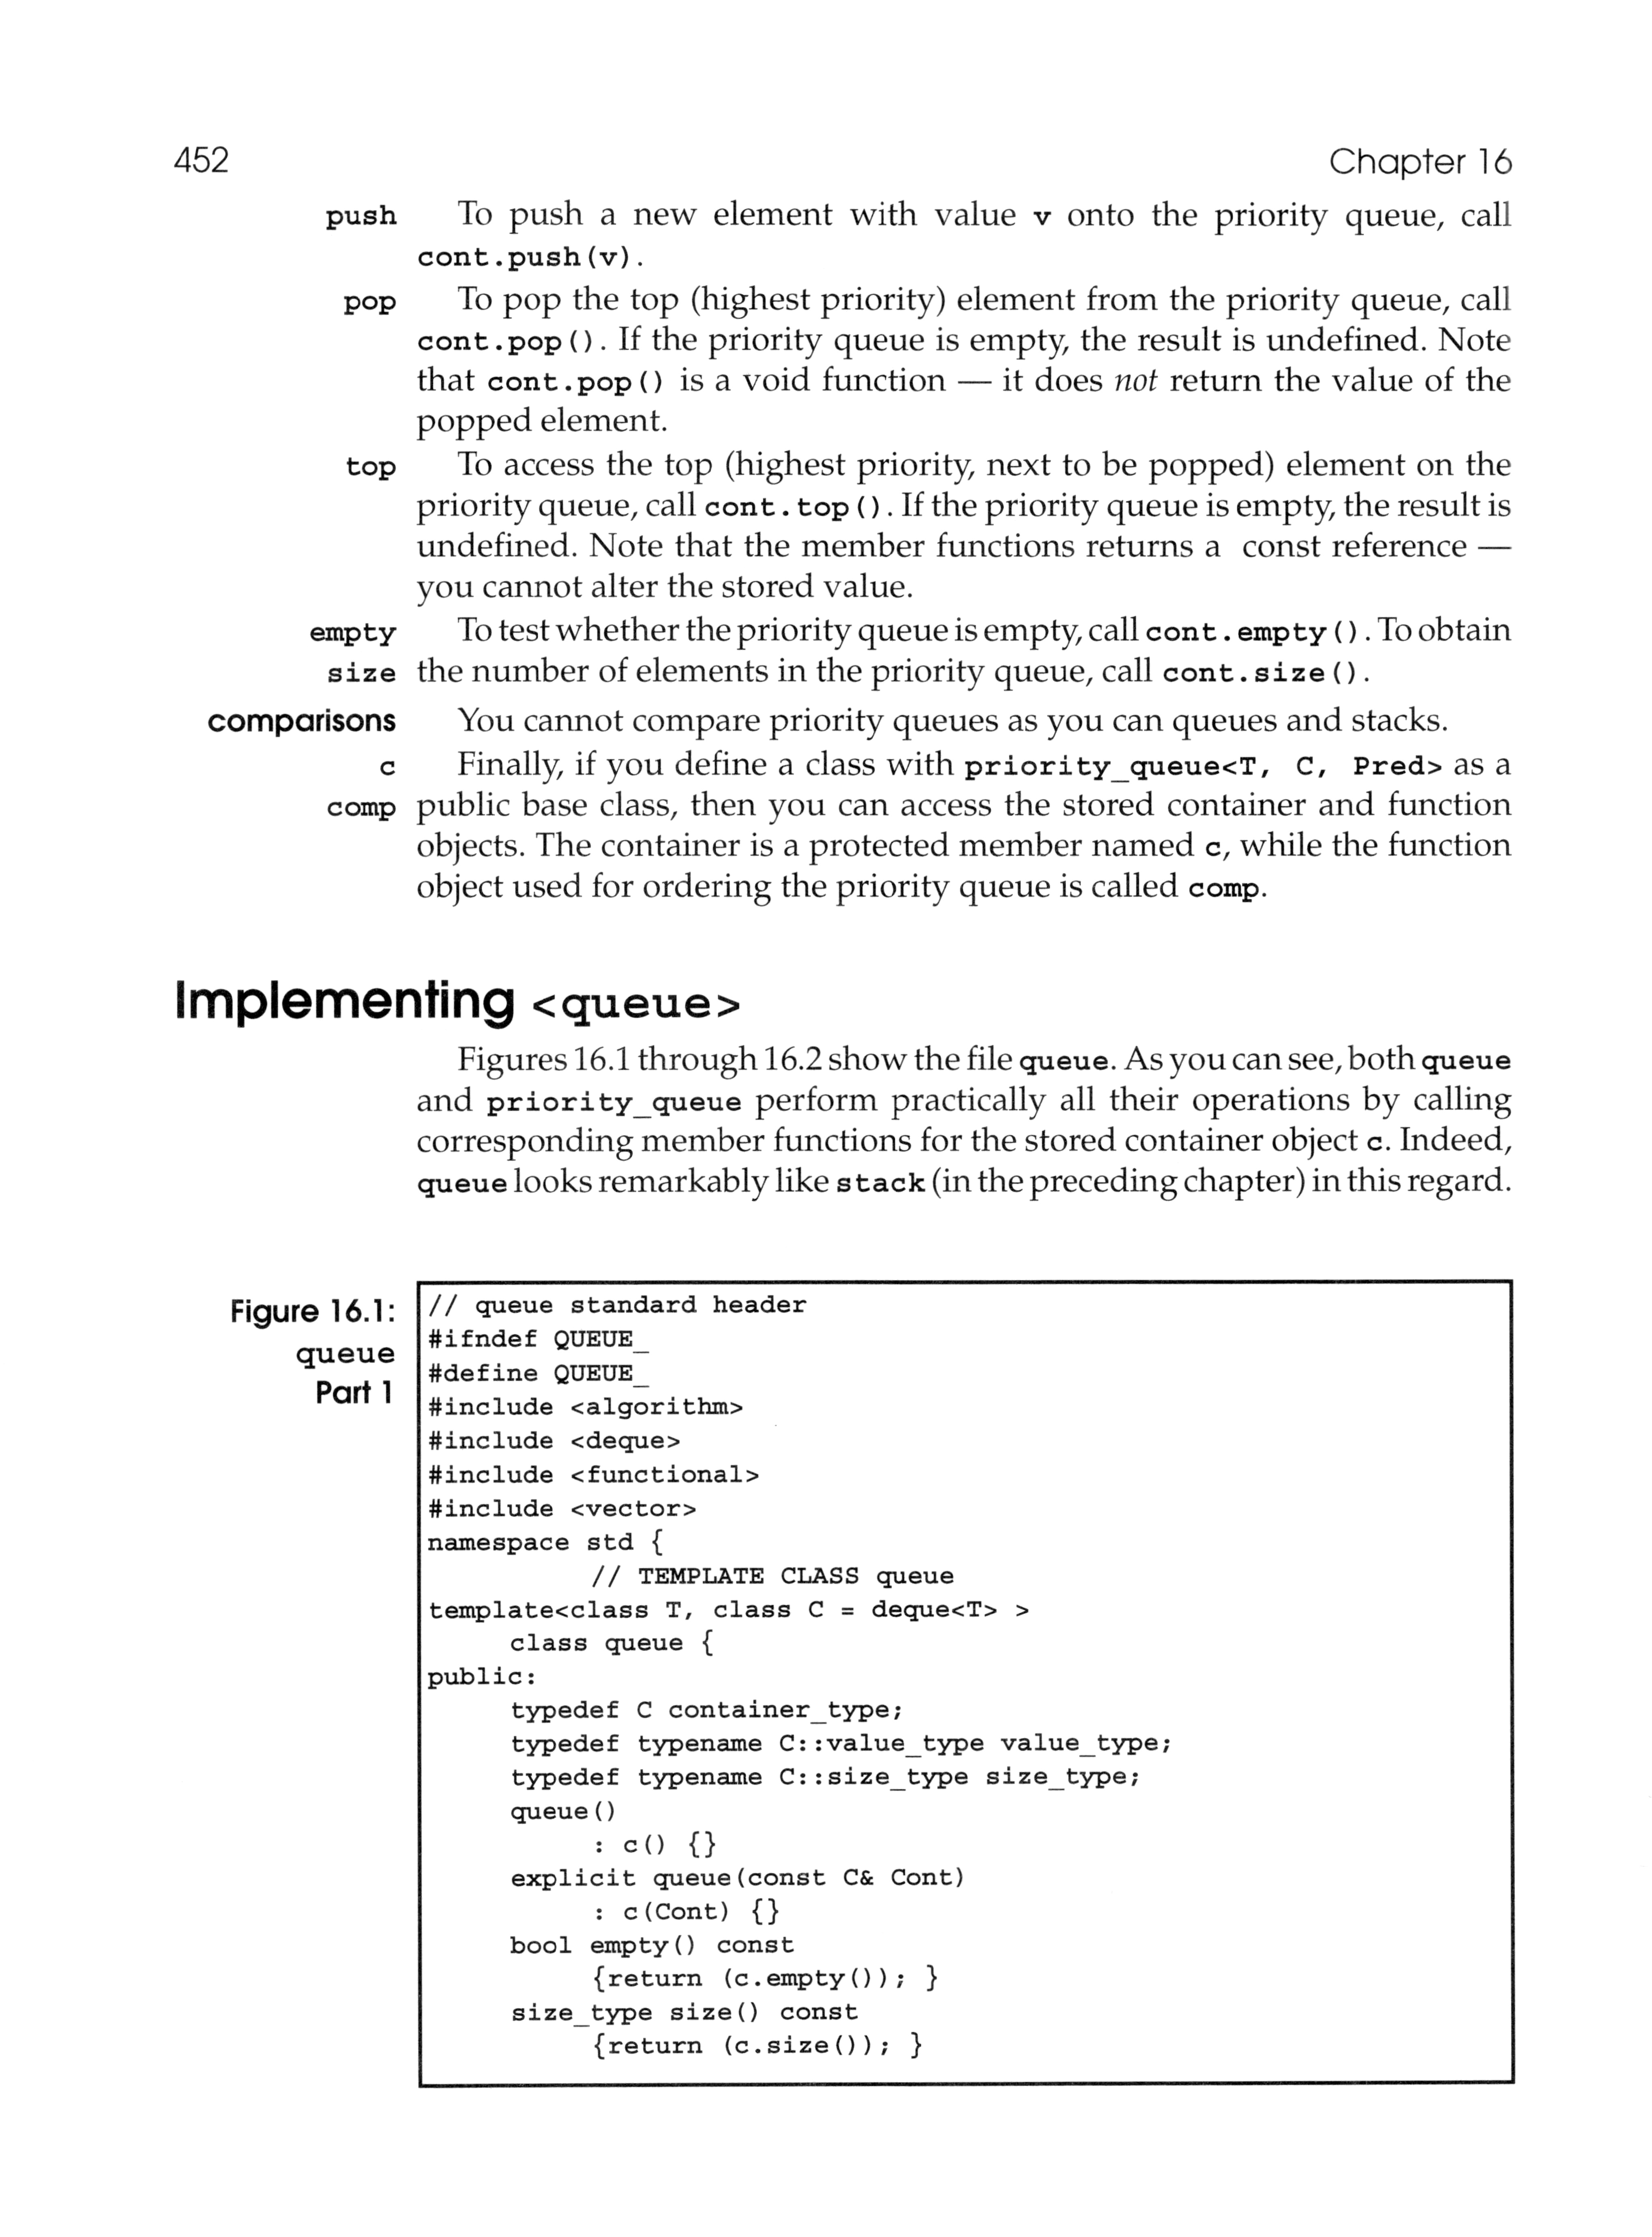 452 Chapter 16
push To push a new element with value v onto the priority queue, call
cont.push(v).
pop To pop the top (highest priority) element from the priority queue, call
cont.pop(). If the priority queue is empty, the result is undefined. Note
that cont.pop() is a void function — it does not return the value of the
popped element.
top To access the top (highest priority, next to be popped) element on the
priority queue, call cont.top(). If the priority queue is empty, the result is
undefined. Note that the member functions returns a const reference —
you cannot alter the stored value.
empty To test whether the priority queue is empty, call cont.empty(). To obtain
size the number of elements in the priority queue, call cont.size().
comparisons You cannot compare priority queues as you can queues and stacks.
c Finally, if you define a class with priority_queue<T, C, Pred> as a
comp public base class, then you can access the stored container and function
objects. The container is a protected member named c, while the function
object used for ordering the priority queue is called comp.
Implementing <queue>
Figures 16.1 through 16.2 show the file queue. As you can see, both queue
and priority_queue perform practically all their operations by calling
corresponding member functions for the stored container object c. Indeed,
queue looks remarkably like stack (in the preceding chapter) in this regard.
Figure 16.1:
queue
Part 1
// queue standard header
#ifndef QUEUE_
#define QUEUE_
#include <algorithm>
#include <deque>
#include <functional>
#include <vector>
namespace std {
// TEMPLATE CLASS queue
template<class T, class C = deque<T> >
class queue {
public:
typedef C container_type;
typedef typename C::value_type value_type;
typedef typename C::size_type size_type;
queue()
: c() {}
explicit queue(const C& Cont)
: c(Cont) {}
bool empty() const
{return (c.empty()); }
size_type size() const
{return (c.size()); }